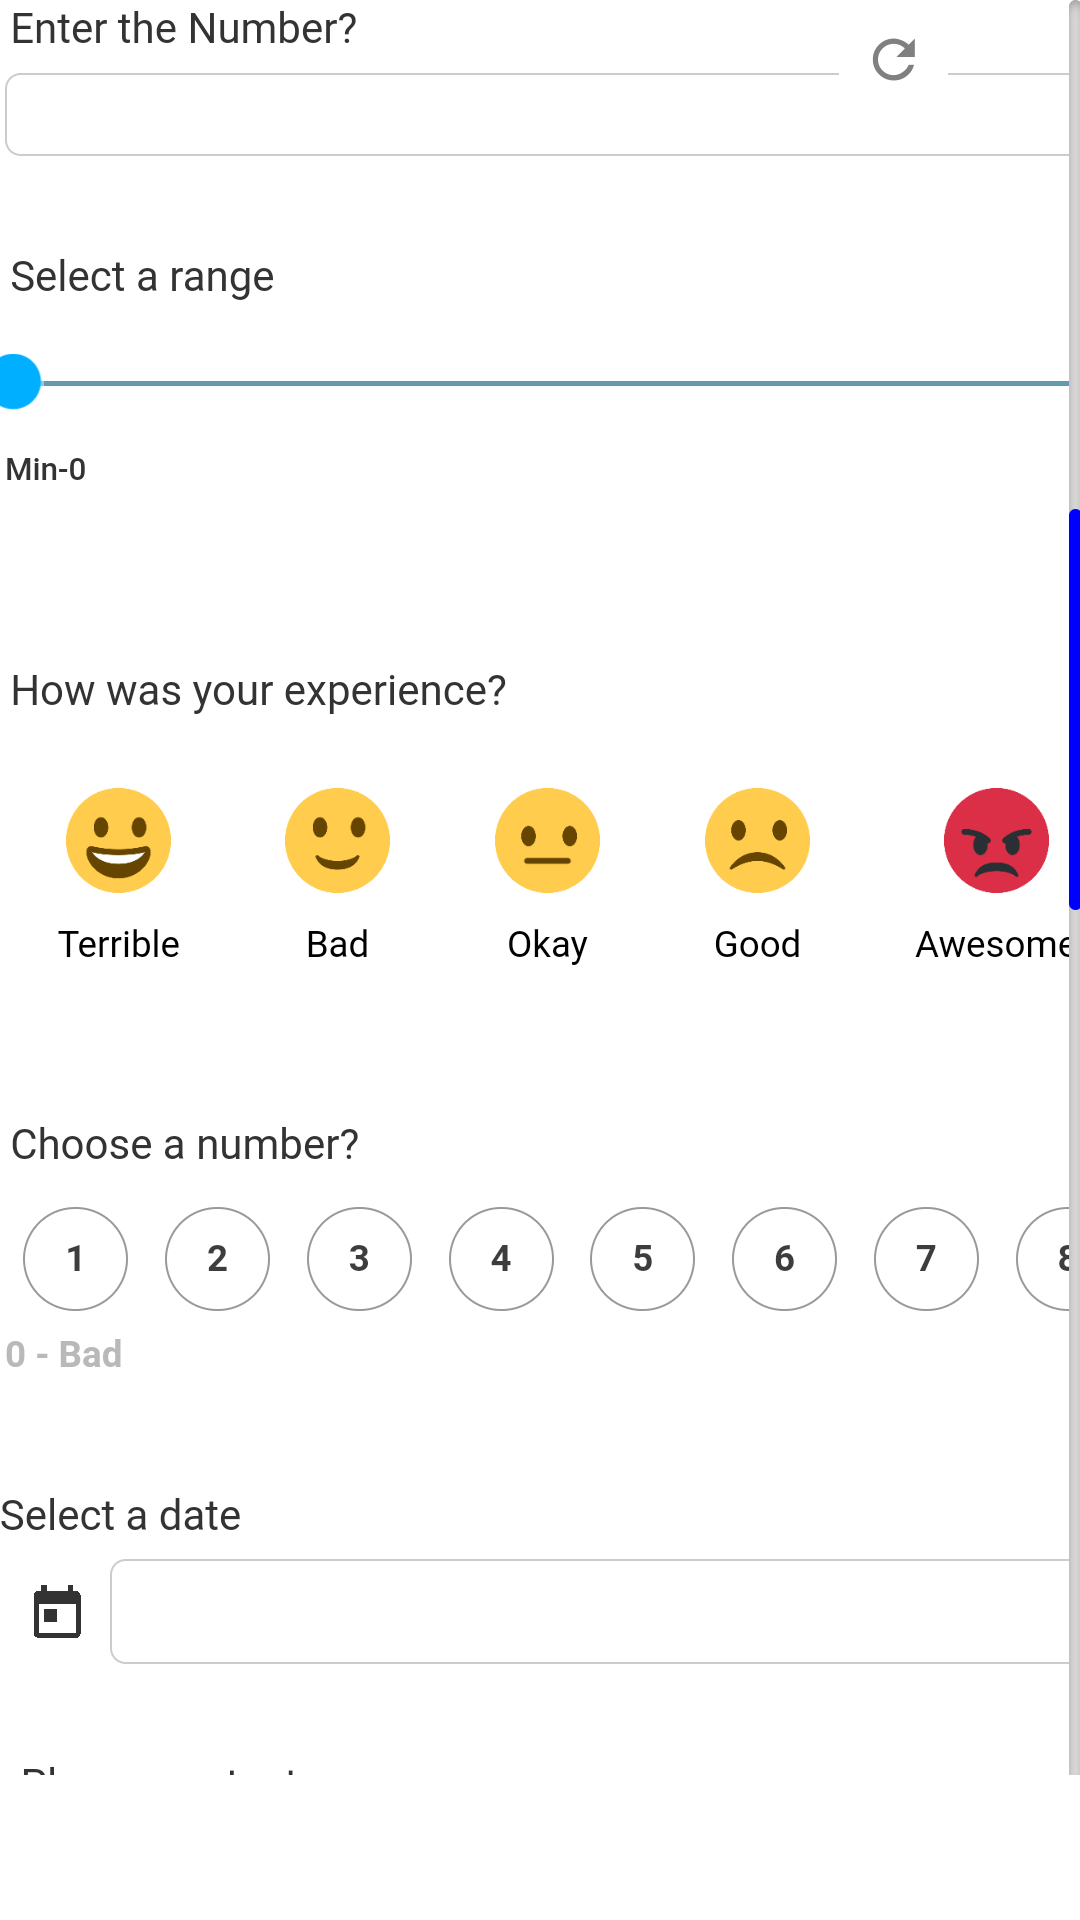 Enter the Number?
Select a range
Min-0
How was your experience?
Terrible Bad Okay Good Awesome
Choose a number?
1 2 3 4 5 6 7 8
0 - Bad
Select a date